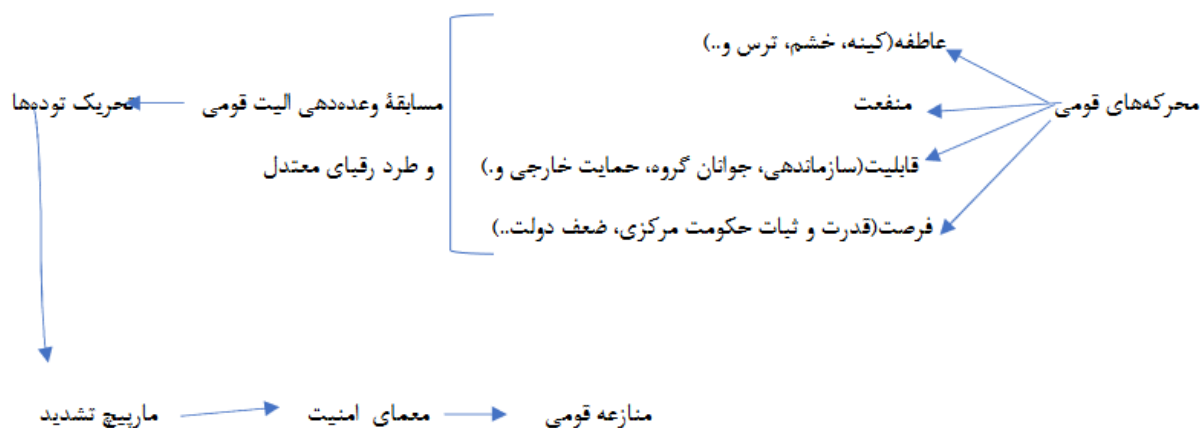 محرکه‌های قومی
عاطفه(کینه، خشم، ترس و..)
منفعت
قابلیت(سازماندهی، جوانان گروه، حمایت خارجی و.)
فرصت(قدرت و ثبات حکومت مرکزی، ضعف دولت..)
مسابقۀ وعده‌دهی الیت قومی
و طرد رقبای معتدل
تحریک توده‌ها
مارپیچ تشدید
معمای امنیت
منازعه قومی